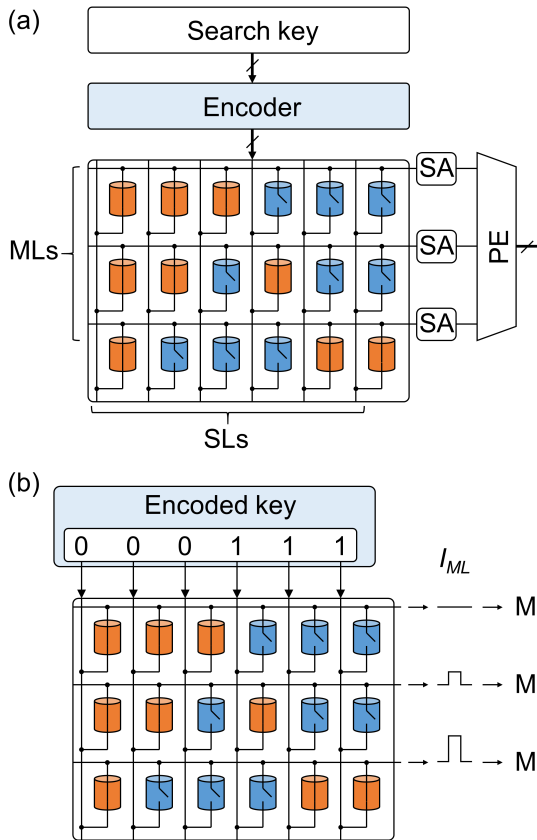 (a)
Search key
Encoder
SA
MLs
SA
PE
SA
SLs
(b)
Encoded key
0 0 0 1 1 1
I_ML
M
M
M